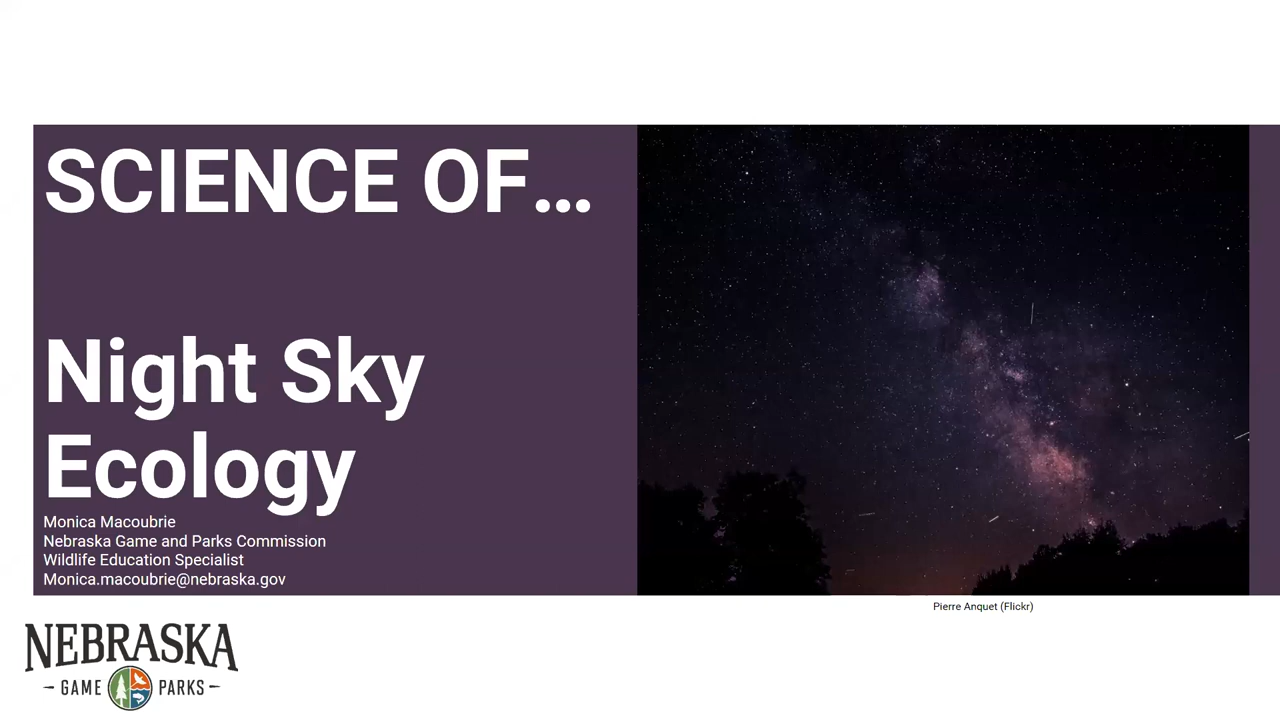 SCIENCE OF...
Night Sky
Ecology
Monica Macoubrie
Nebraska Game and Parks Commission
Wildlife Education Specialist
Monica.macoubrie@nebraska.gov
Pierre Anquet (Flickr)
NEBRASKA
GAME PARKS